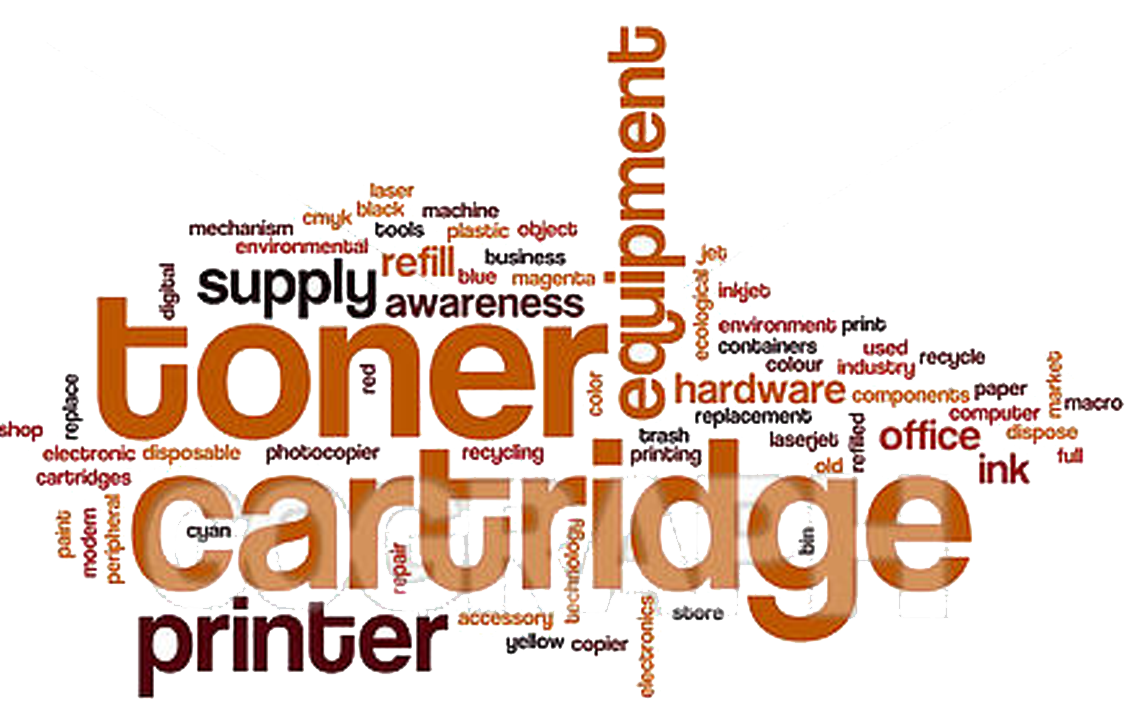 equipment
laser
cmyk
black
machine
mechanism
tools
plastic
object
environmental
refill
business
jet
supply
blue
magenta
digital
awareness
ecological
inkjet
toner
environment
print
containers
used
colour
industry
recycle
red
color
hardware
components
paper
market
macro
replace
replacement
computer
shop
trash
laserjet
refilled
office
dispose
electronic
disposable
photocopier
recycling
printing
old
ink
full
cartridges
cartridge
paint
modem
peripheral
cyan
repair
technology
bin
printer
accessory
electronics
store
yellow
copier